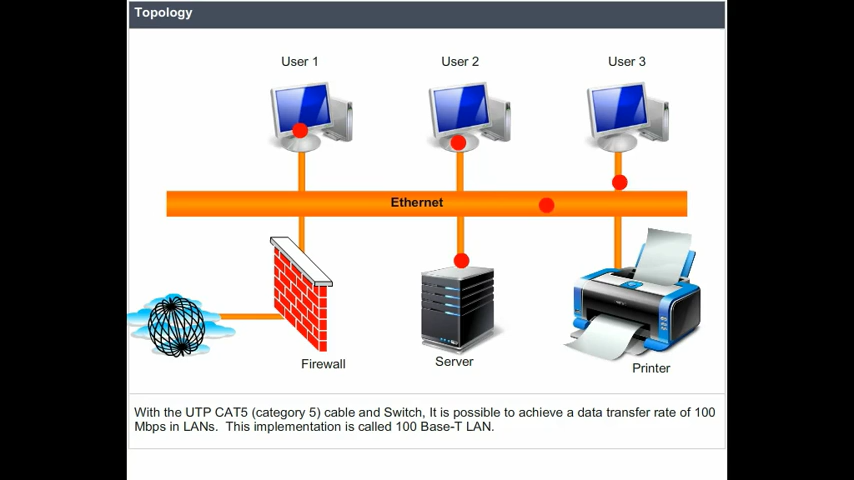 Topology
User 1
User 2
User 3
Ethernet
Firewall
Server
Printer
With the UTP CAT5 (category 5) cable and Switch, It is possible to achieve a data transfer rate of 100
Mbps in LANs.  This implementation is called 100 Base-T LAN.